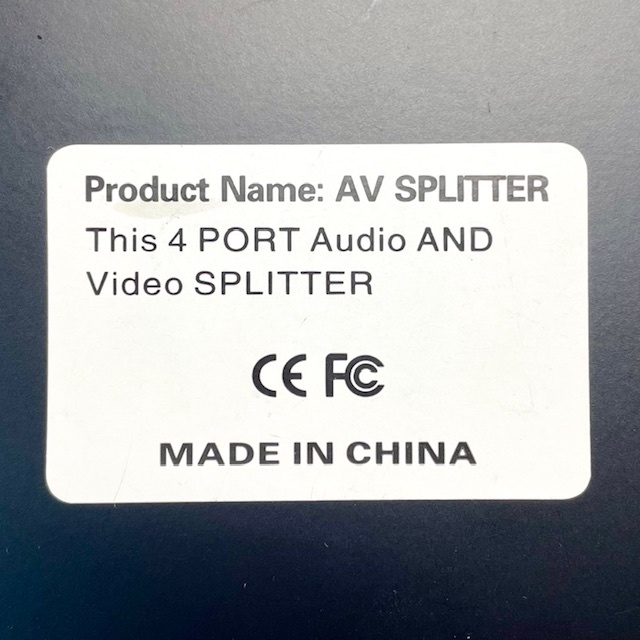 Product Name: AV SPLITTER
This 4 PORT Audio AND
Video SPLITTER
CE FC
MADE IN CHINA